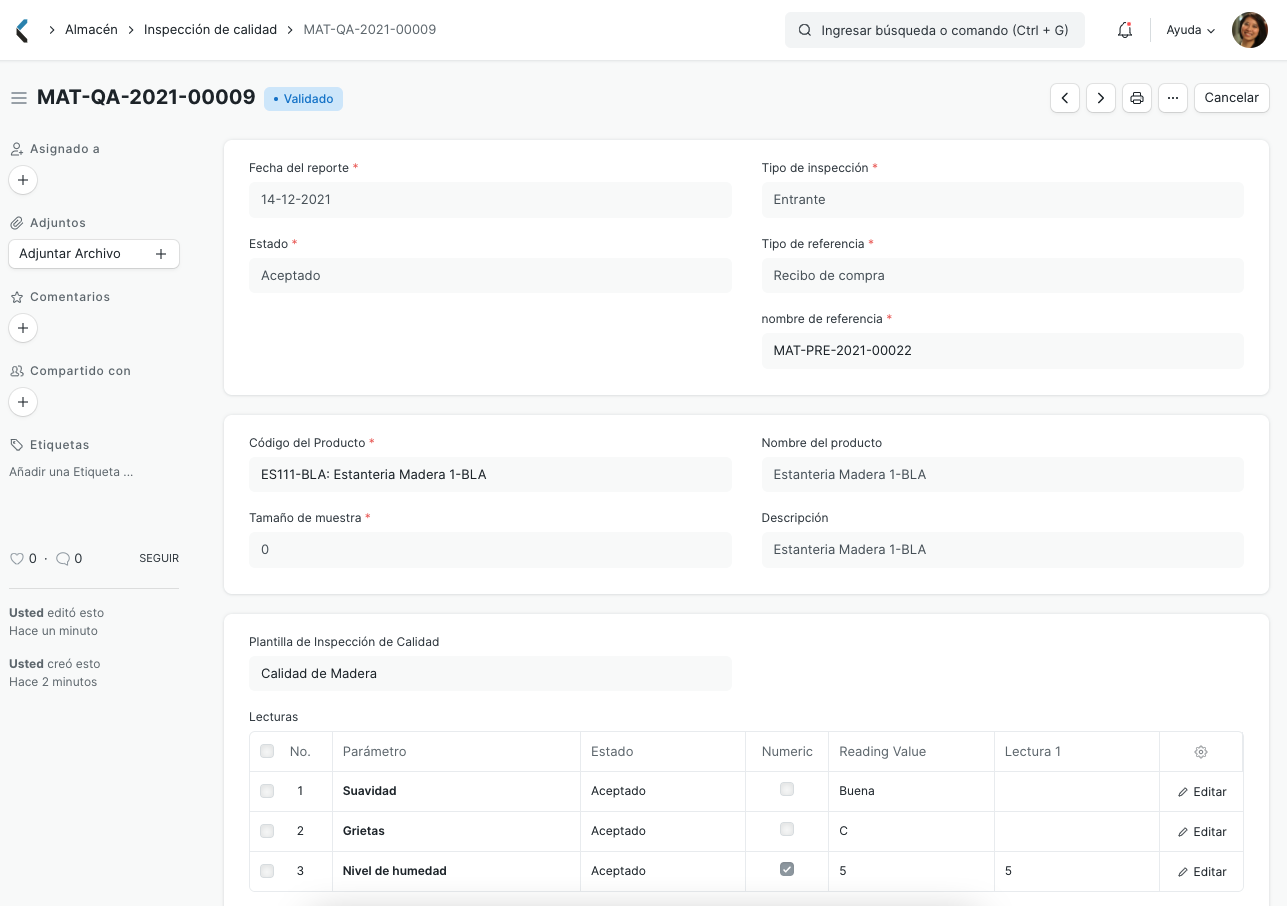 Almacén > Inspección de calidad > MAT-QA-2021-00009
Ingresar búsqueda o comando (Ctrl + G)
Ayuda
MAT-QA-2021-00009
• Validado
Cancelar
Asignado a
Adjuntos
Adjuntar Archivo +
Comentarios
Compartido con
Etiquetas
Añadir una Etiqueta ...
0 · 0 SEGUIR
Usted editó esto
Hace un minuto
Usted creó esto
Hace 2 minutos
Fecha del reporte *
14-12-2021
Tipo de inspección *
Entrante
Estado *
Aceptado
Tipo de referencia *
Recibo de compra
nombre de referencia *
MAT-PRE-2021-00022
Código del Producto *
ES111-BLA: Estanteria Madera 1-BLA
Nombre del producto
Estanteria Madera 1-BLA
Tamaño de muestra *
0
Descripción
Estanteria Madera 1-BLA
Plantilla de Inspección de Calidad
Calidad de Madera
Lecturas
No. Parámetro Estado Numeric Reading Value Lectura 1
1 Suavidad Aceptado Buena Editar
2 Grietas Aceptado C Editar
3 Nivel de humedad Aceptado 5 5 Editar